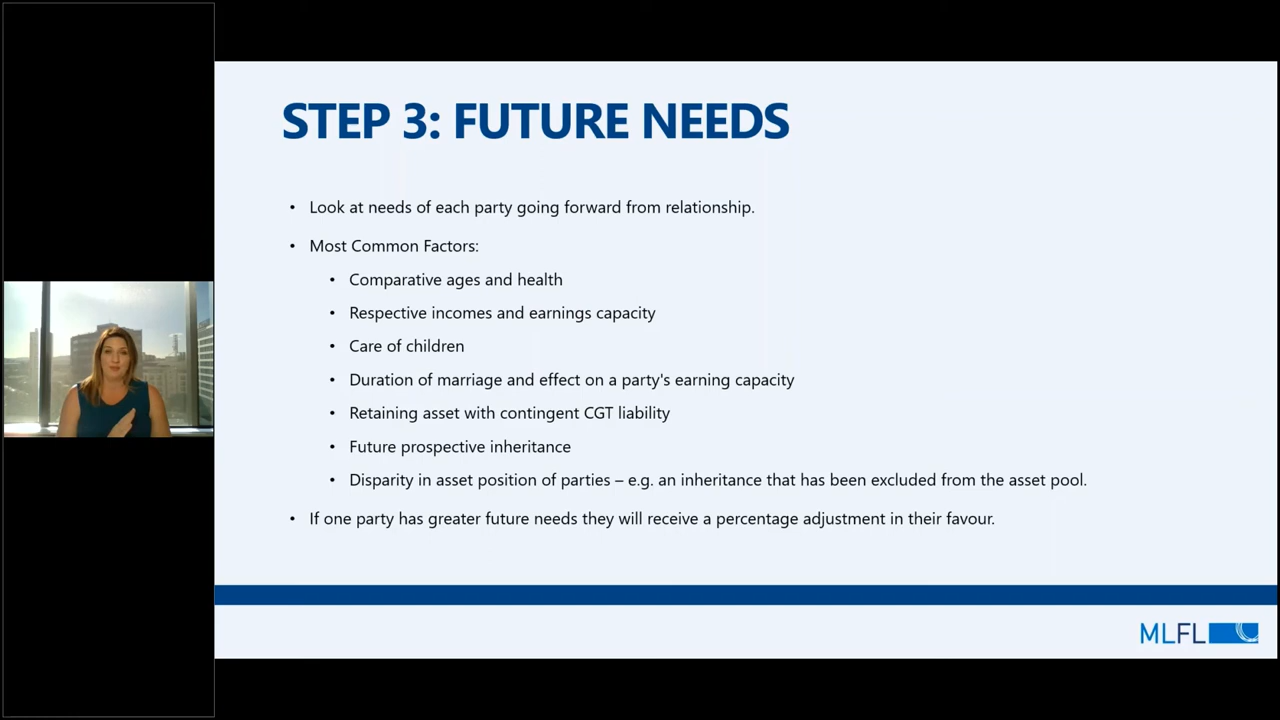 STEP 3: FUTURE NEEDS
• Look at needs of each party going forward from relationship.
• Most Common Factors:
• Comparative ages and health
• Respective incomes and earnings capacity
• Care of children
• Duration of marriage and effect on a party's earning capacity
• Retaining asset with contingent CGT liability
• Future prospective inheritance
• Disparity in asset position of parties – e.g. an inheritance that has been excluded from the asset pool.
• If one party has greater future needs they will receive a percentage adjustment in their favour.
MLFL